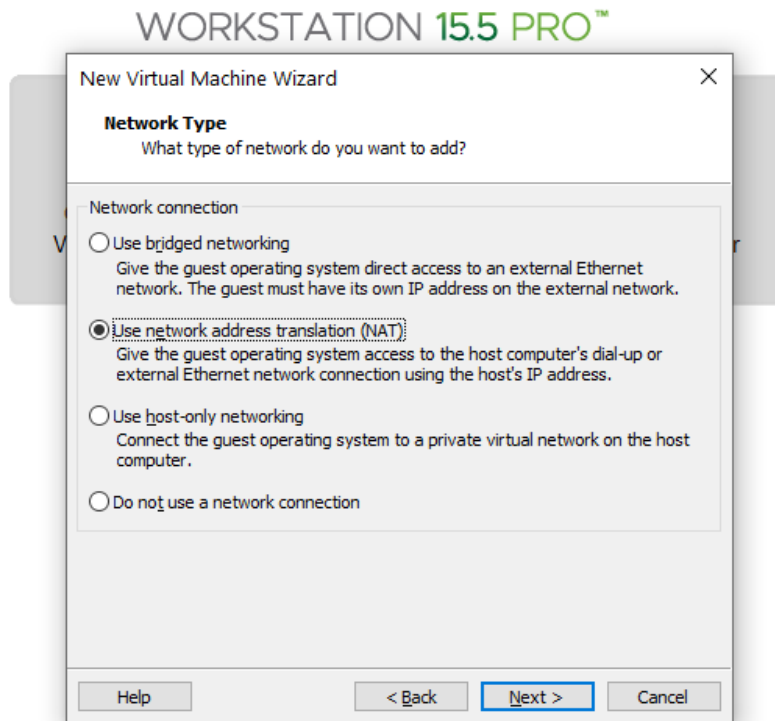 WORKSTATION 15.5 PRO™
New Virtual Machine Wizard
Network Type
What type of network do you want to add?
Network connection
Use bridged networking
Give the guest operating system direct access to an external Ethernet
network. The guest must have its own IP address on the external network.
Use network address translation (NAT)
Give the guest operating system access to the host computer's dial-up or
external Ethernet network connection using the host's IP address.
Use host-only networking
Connect the guest operating system to a private virtual network on the host
computer.
Do not use a network connection
Help
< Back
Next >
Cancel